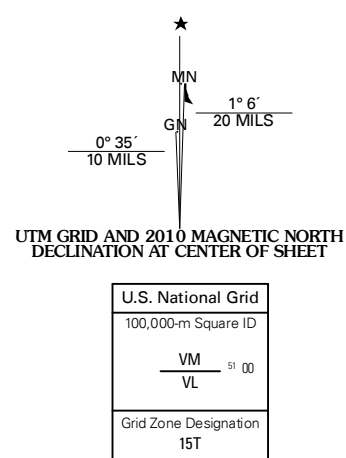 ★
MN
1° 6´
20 MILS
GN
0° 35´
10 MILS
UTM GRID AND 2010 MAGNETIC NORTH
DECLINATION AT CENTER OF SHEET
U.S. National Grid
100,000-m Square ID
VM
51 00
VL
Grid Zone Designation
15T